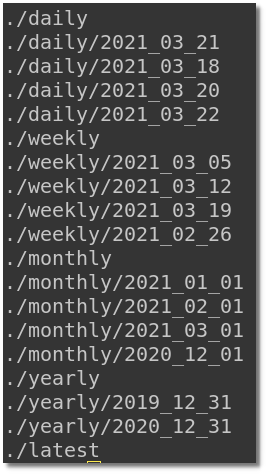 ./daily
./daily/2021_03_21
./daily/2021_03_18
./daily/2021_03_20
./daily/2021_03_22
./weekly
./weekly/2021_03_05
./weekly/2021_03_12
./weekly/2021_03_19
./weekly/2021_02_26
./monthly
./monthly/2021_01_01
./monthly/2021_02_01
./monthly/2021_03_01
./monthly/2020_12_01
./yearly
./yearly/2019_12_31
./yearly/2020_12_31
./latest